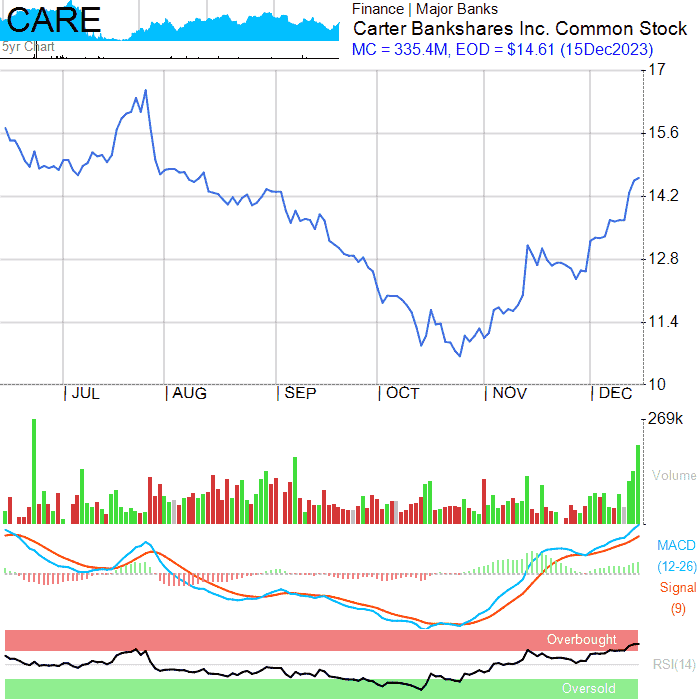 CARE
5yr Chart
Finance | Major Banks
Carter Bankshares Inc. Common Stock
MC = 335.4M, EOD = $14.61 (15Dec2023)
17
15.6
14.2
12.8
11.4
10
JUL AUG SEP OCT NOV DEC
269k
Volume
MACD
(12-26)
Signal
(9)
Overbought
RSI(14)
Oversold